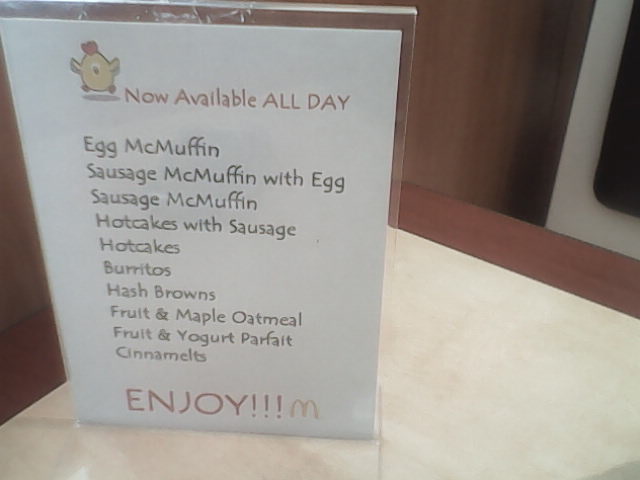 Now Available ALL DAY
Egg McMuffin
Sausage McMuffin with Egg
Sausage McMuffin
Hotcakes with Sausage
Hotcakes
Burritos
Hash Browns
Fruit & Maple Oatmeal
Fruit & Yogurt Parfait
Cinnamelts
ENJOY!!!